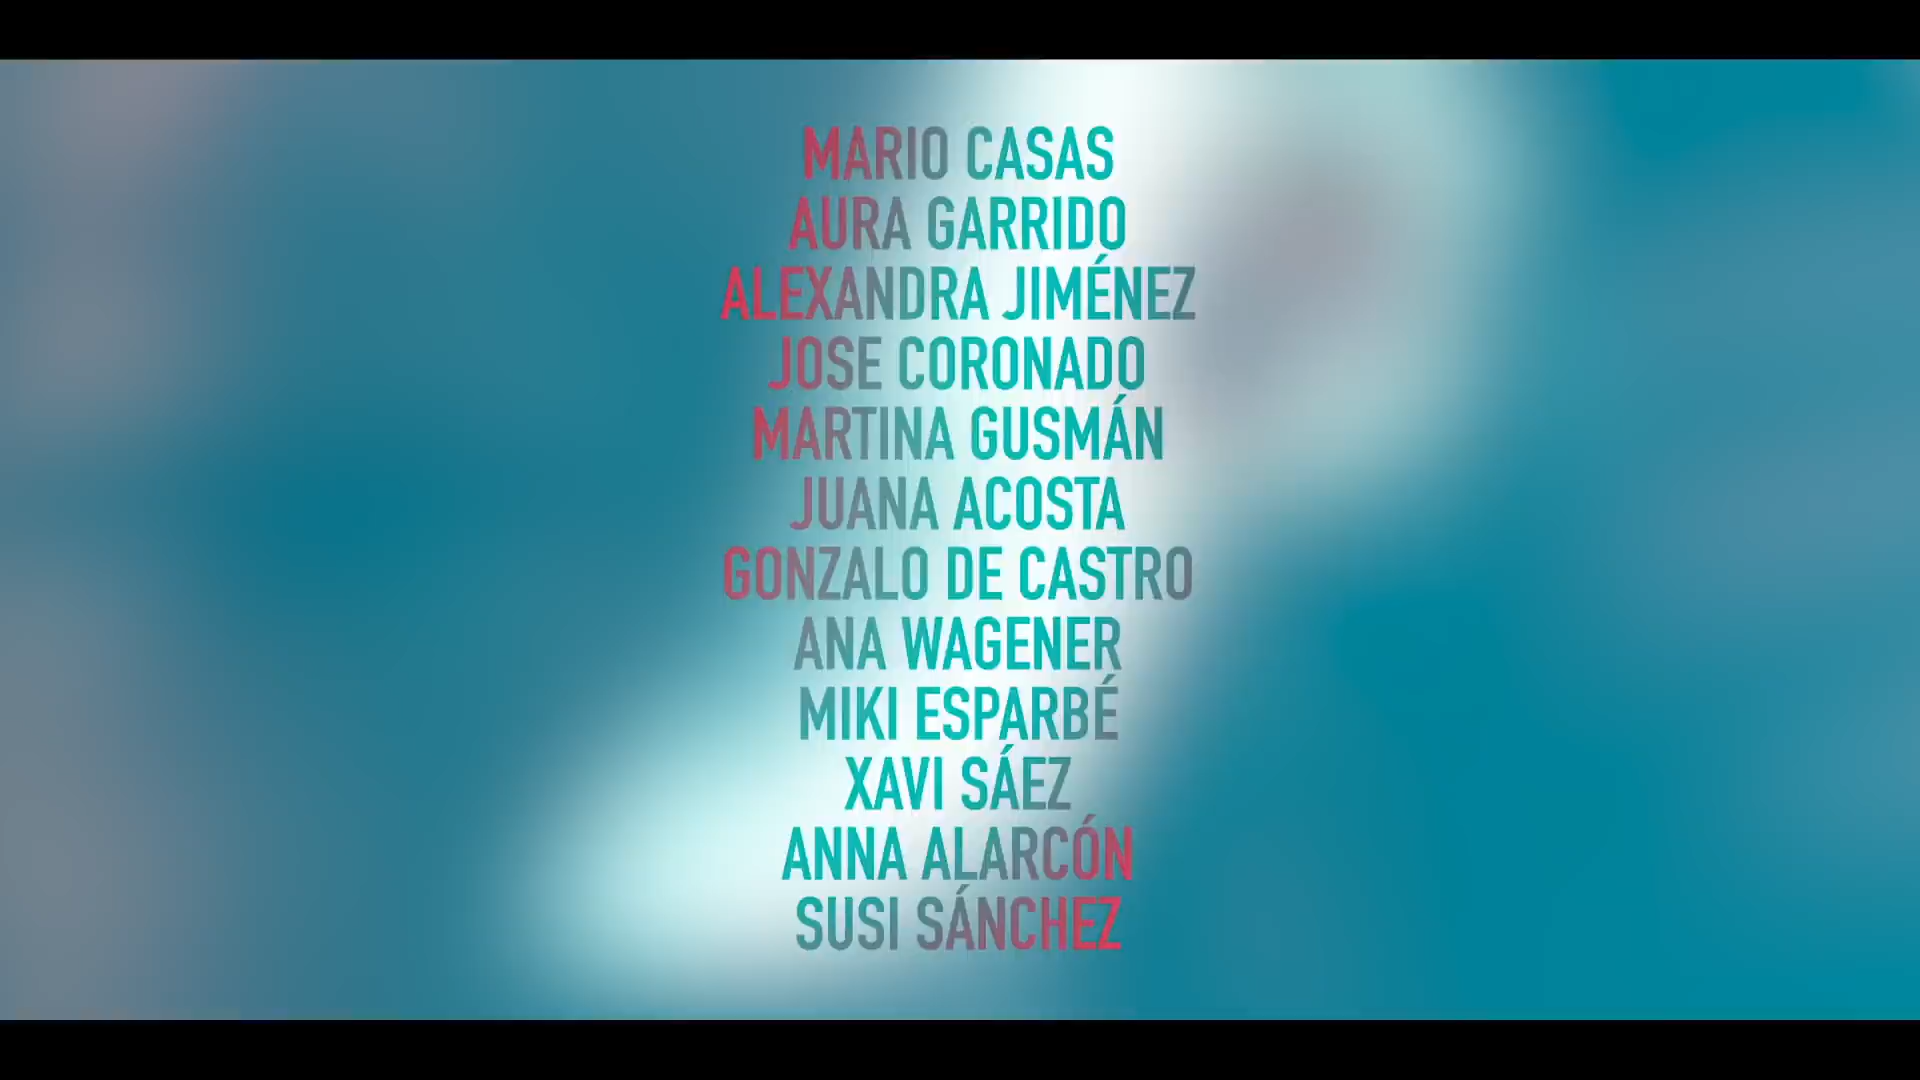 MARIO CASAS
AURA GARRIDO
ALEXANDRA JIMÉNEZ
JOSE CORONADO
MARTINA GUSMÁN
JUANA ACOSTA
GONZALO DE CASTRO
ANA WAGENER
MIKI ESPARBÉ
XAVI SÁEZ
ANNA ALARCÓN
SUSI SÁNCHEZ